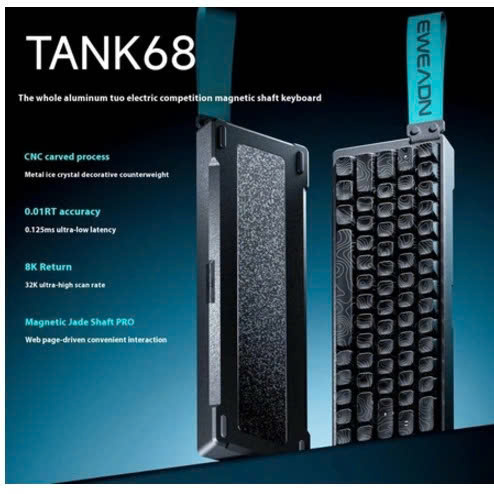 TANK68
EWEADN
The whole aluminum tuo electric competition magnetic shaft keyboard
CNC carved process
Metal ice crystal decorative counterweight
0.01RT accuracy
0.125ms ultra-low latency
8K Return
32K ultra-high scan rate
Magnetic Jade Shaft PRO
Web page-driven convenient interaction